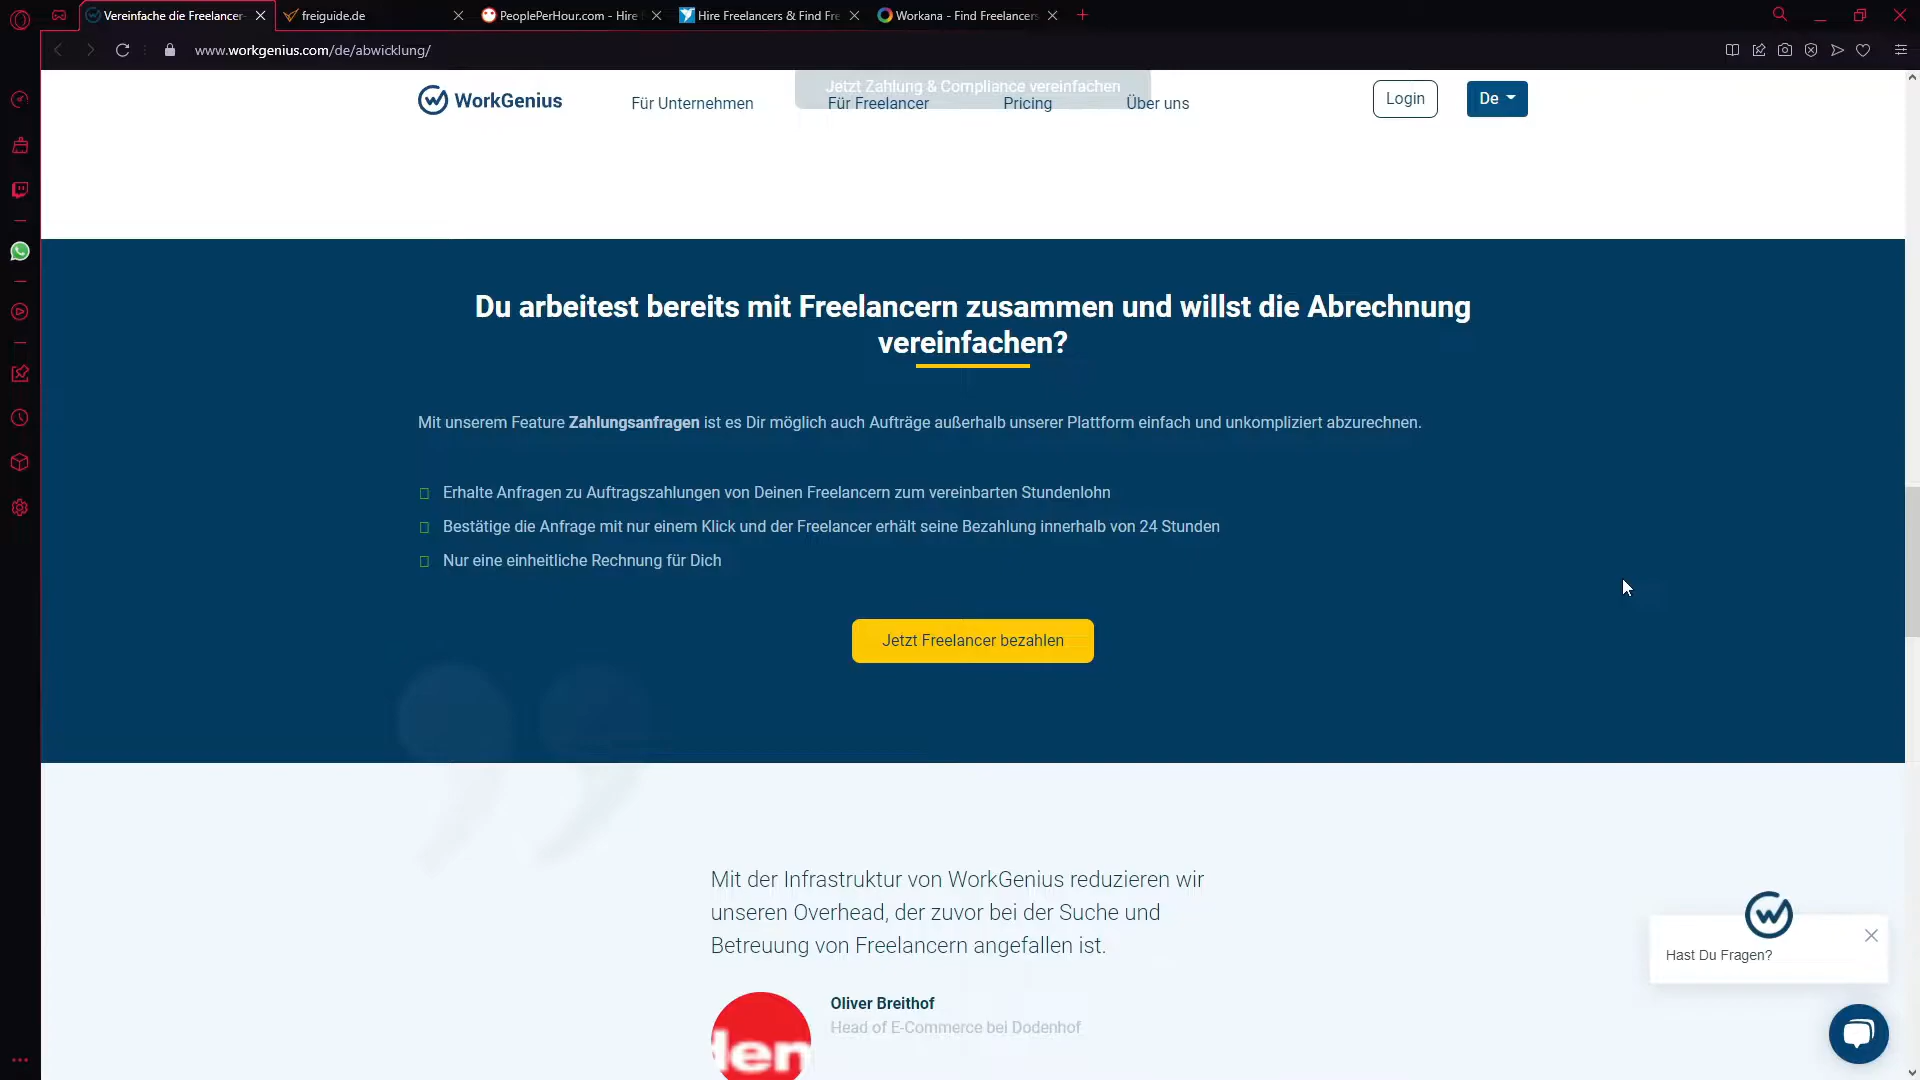 Vereinfache die Freelancer-
freiguide.de
PeoplePerHour.com - Hire
Hire Freelancers & Find Fre
Workana - Find Freelancers
www.workgenius.com/de/abwicklung/
Jetzt Zahlung & Compliance vereinfachen
WorkGenius
Für Unternehmen
Für Freelancer
Pricing
Über uns
Login
De
Du arbeitest bereits mit Freelancern zusammen und willst die Abrechnung
vereinfachen?
Mit unserem Feature Zahlungsanfragen ist es Dir möglich auch Aufträge außerhalb unserer Plattform einfach und unkompliziert abzurechnen.
Erhalte Anfragen zu Auftragszahlungen von Deinen Freelancern zum vereinbarten Stundenlohn
Bestätige die Anfrage mit nur einem Klick und der Freelancer erhält seine Bezahlung innerhalb von 24 Stunden
Nur eine einheitliche Rechnung für Dich
Jetzt Freelancer bezahlen
Mit der Infrastruktur von WorkGenius reduzieren wir
unseren Overhead, der zuvor bei der Suche und
Betreuung von Freelancern angefallen ist.
Oliver Breithof
Head of E-Commerce bei Dodenhof
den
Hast Du Fragen?